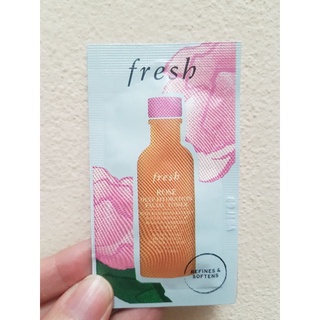 fresh
fresh
ROSE
DEEP HYDRATION
FACIAL TONER
REFINES &
SOFTENS